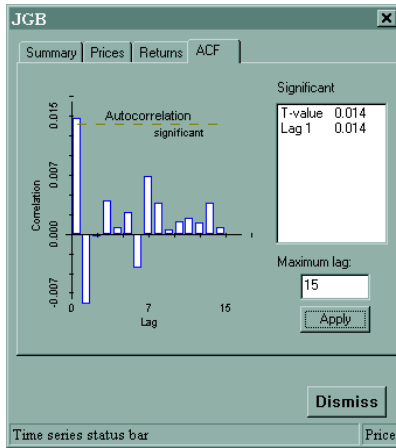 JGB
Summary Prices Returns ACF
Significant
T-value 0.014
Lag 1 0.014
Autocorrelation
significant
Correlation
0.015
0.007
0.000
-0.007
0 7 15
Lag
Maximum lag:
15
Apply
Dismiss
Time series status bar Price